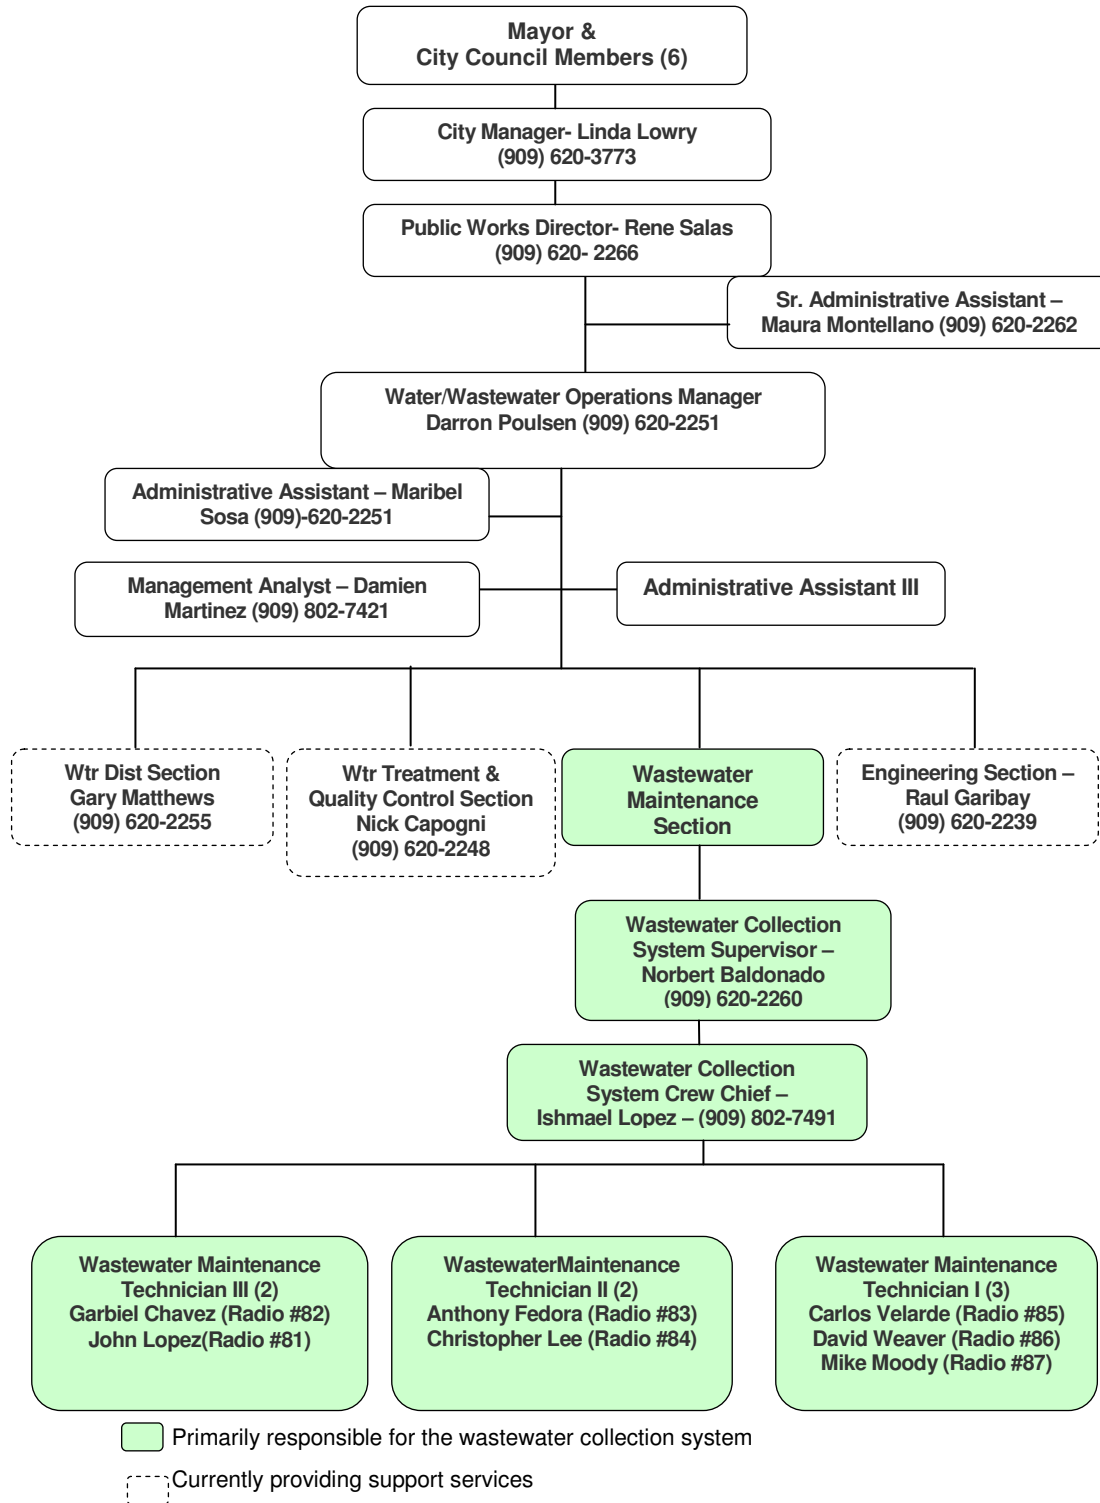 Mayor &
City Council Members (6)
City Manager- Linda Lowry
(909) 620-3773
Public Works Director- Rene Salas
(909) 620- 2266
Sr. Administrative Assistant –
Maura Montellano (909) 620-2262
Water/Wastewater Operations Manager
Darron Poulsen (909) 620-2251
Administrative Assistant – Maribel
Sosa (909)-620-2251
Management Analyst – Damien
Martinez (909) 802-7421
Administrative Assistant III
Wtr Dist Section
Gary Matthews
(909) 620-2255
Wtr Treatment &
Quality Control Section
Nick Capogni
(909) 620-2248
Wastewater
Maintenance
Section
Engineering Section –
Raul Garibay
(909) 620-2239
Wastewater Collection
System Supervisor –
Norbert Baldonado
(909) 620-2260
Wastewater Collection
System Crew Chief –
Ishmael Lopez – (909) 802-7491
Wastewater Maintenance
Technician III (2)
Garbiel Chavez (Radio #82)
John Lopez(Radio #81)
WastewaterMaintenance
Technician II (2)
Anthony Fedora (Radio #83)
Christopher Lee (Radio #84)
Wastewater Maintenance
Technician I (3)
Carlos Velarde (Radio #85)
David Weaver (Radio #86)
Mike Moody (Radio #87)
Primarily responsible for the wastewater collection system
Currently providing support services